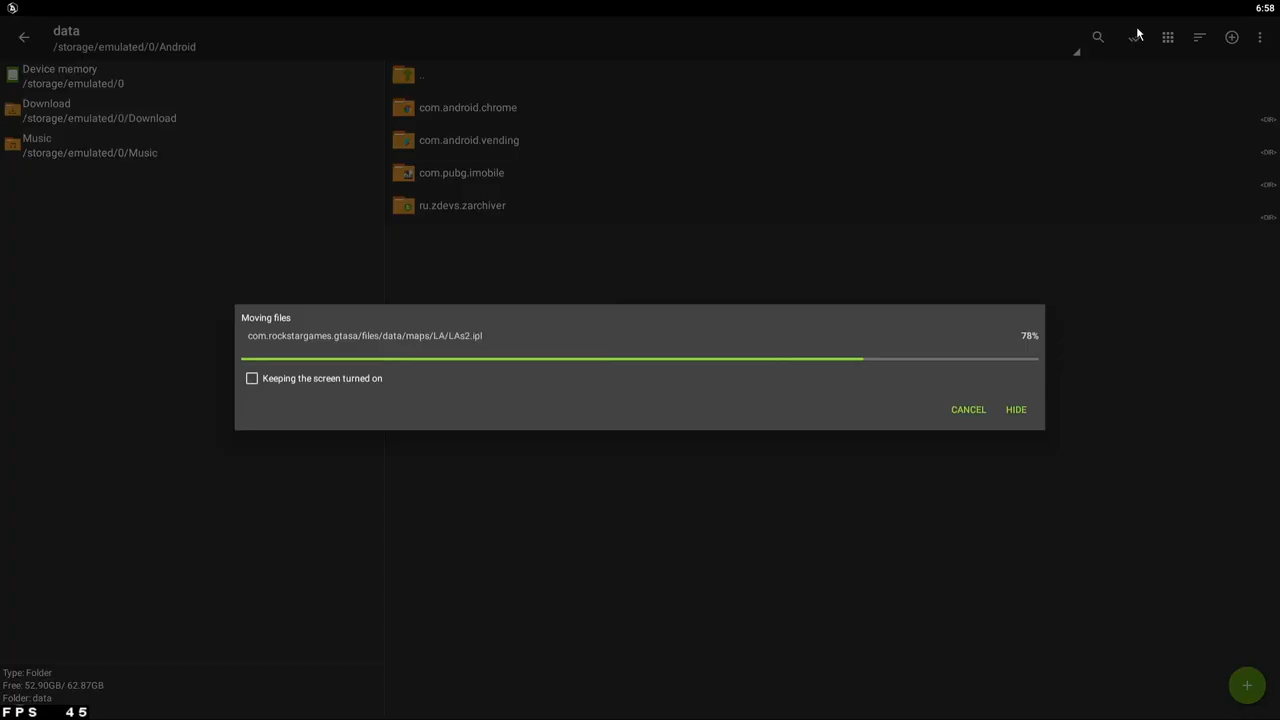 6:58
data
/storage/emulated/0/Android
Device memory
/storage/emulated/0
Download
/storage/emulated/0/Download
Music
/storage/emulated/0/Music
..
com.android.chrome
<DIR>
com.android.vending
<DIR>
com.pubg.imobile
<DIR>
ru.zdevs.zarchiver
<DIR>
Moving files
com.rockstargames.gtasa/files/data/maps/LA/LAs2.ipl 78%
Keeping the screen turned on
CANCEL HIDE
Type: Folder
Free: 52.90GB/ 62.87GB
Folder: data
FPS 45